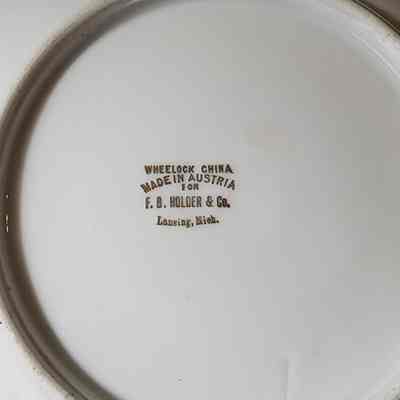 WHEELOCK CHINA
MADE IN AUSTRIA
FOR
F. B. HOLDER & Co.
Lansing, Mich.